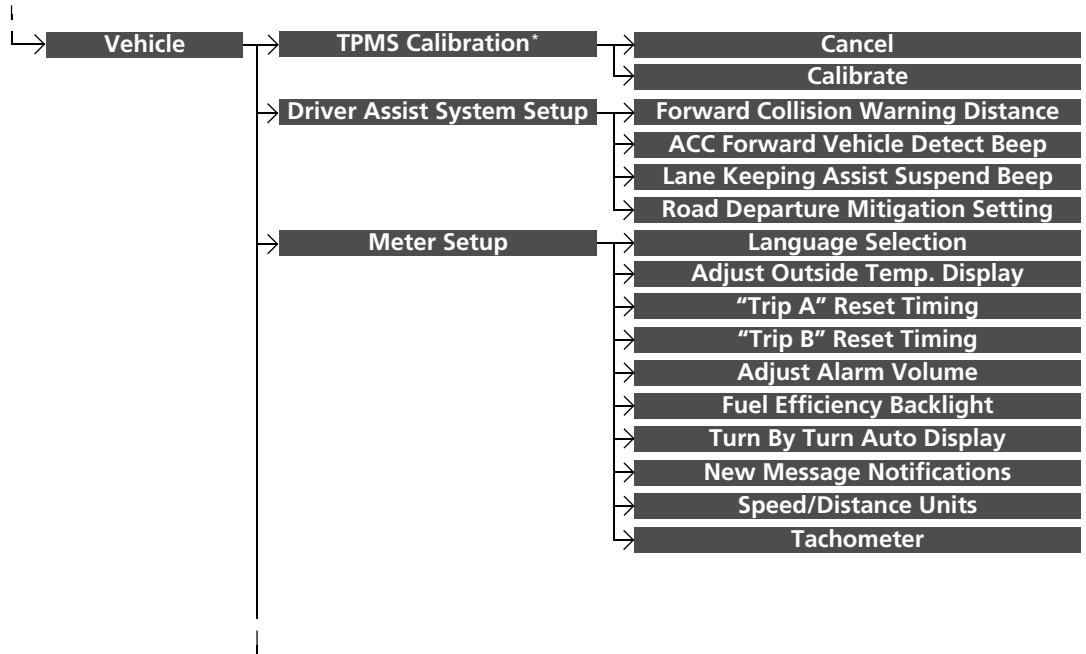 Vehicle
TPMS Calibration*
Cancel
Calibrate
Driver Assist System Setup
Forward Collision Warning Distance
ACC Forward Vehicle Detect Beep
Lane Keeping Assist Suspend Beep
Road Departure Mitigation Setting
Meter Setup
Language Selection
Adjust Outside Temp. Display
“Trip A” Reset Timing
“Trip B” Reset Timing
Adjust Alarm Volume
Fuel Efficiency Backlight
Turn By Turn Auto Display
New Message Notifications
Speed/Distance Units
Tachometer